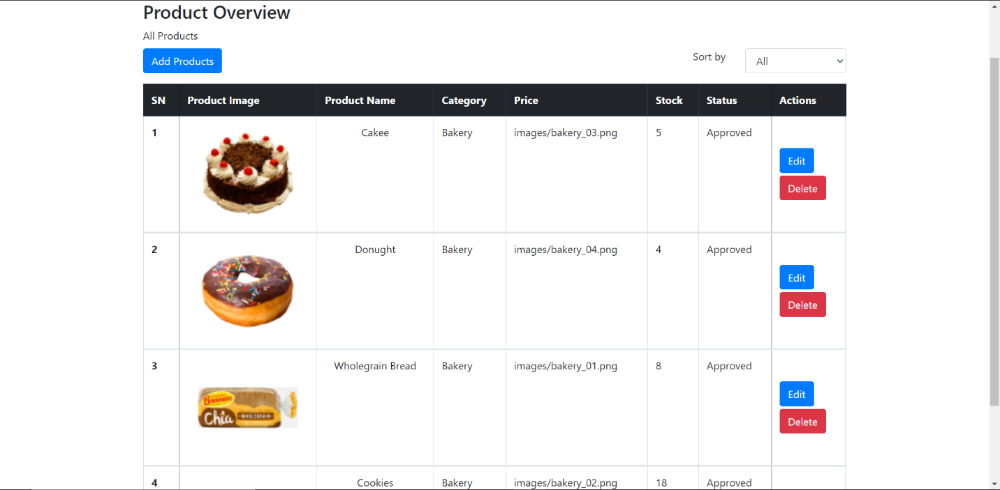 Product Overview
All Products
Add Products
Sort by
All
SN Product Image Product Name Category Price Stock Status Actions
1 Cakee Bakery images/bakery_03.png 5 Approved
Edit
Delete
2 Donught Bakery images/bakery_04.png 4 Approved
Edit
Delete
3 Wholegrain Bread Bakery images/bakery_01.png 8 Approved
Chia
WHOLEGRAIN
Edit
Delete
4 Cookies Bakery images/bakery_02.png 18 Approved